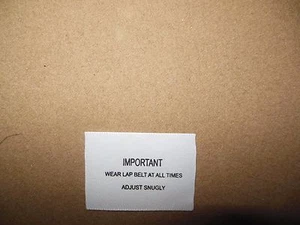 IMPORTANT
WEAR LAP BELT AT ALL TIMES
ADJUST SNUGLY